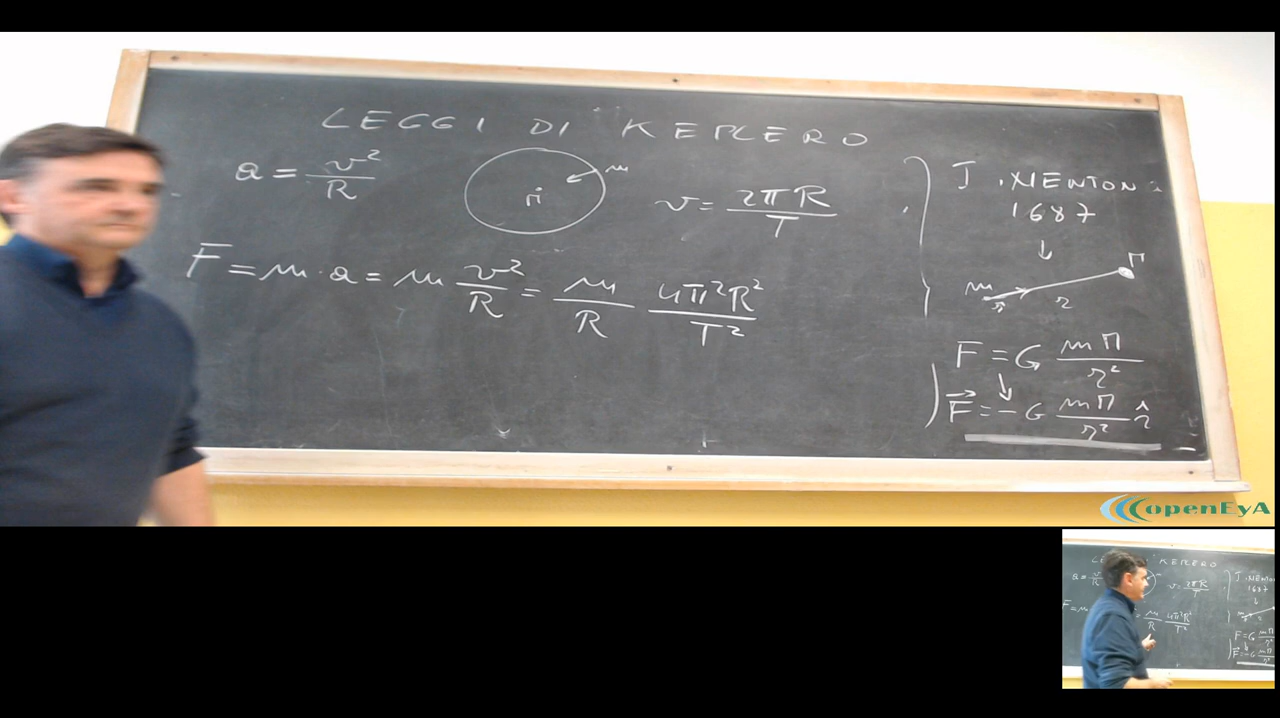 LEGGI DI KEPLERO
a = v²/R
m
v = 2πR/T
F = m · a = m v²/R = m/R 4π²R²/T²
J. NEWTON
1687
↓
m M
r
F = G mM/r²
↓
F⃗ = - G mM/r² r̂
openEyA